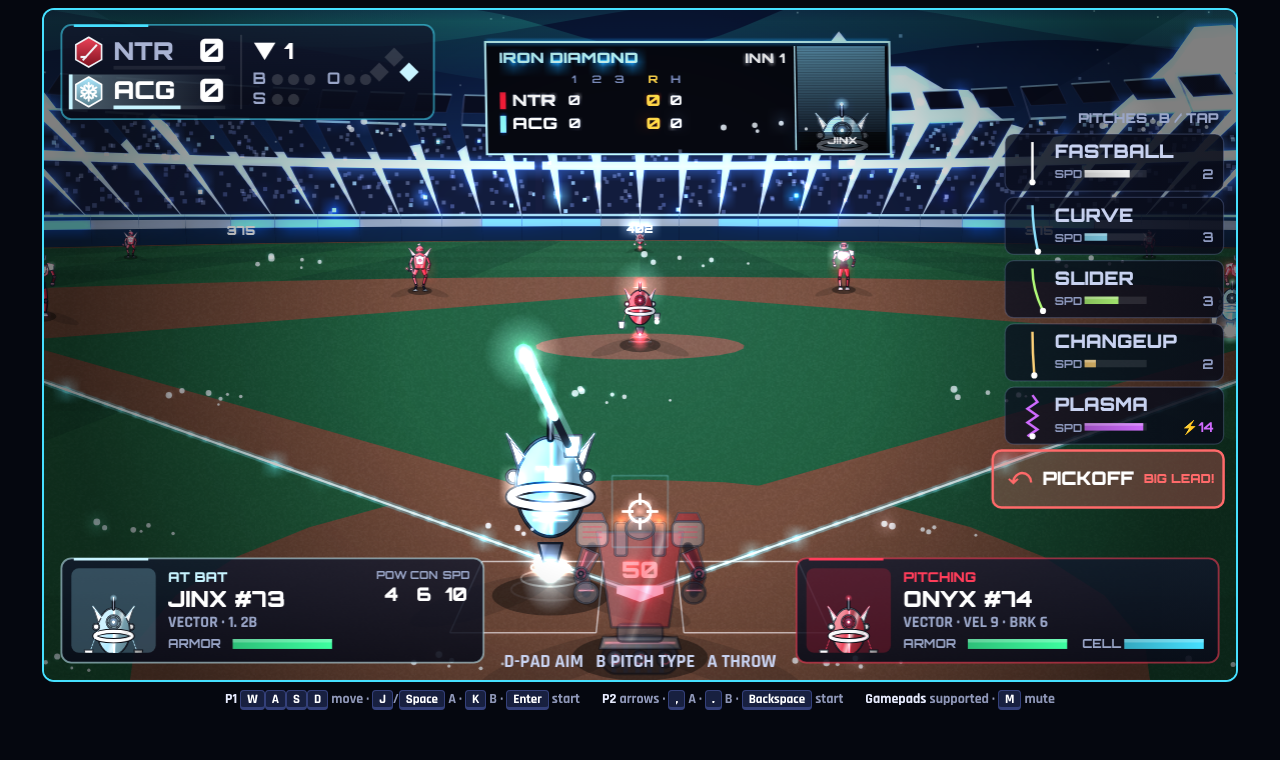 NTR 0
ACG 0
▼ 1
B O
S
IRON DIAMOND INN 1
1 2 3 R H
NTR 0 0 0
ACG 0 0 0
JINX
PITCHES B / TAP
FASTBALL
SPD 2
CURVE
SPD 3
SLIDER
SPD 3
CHANGEUP
SPD 2
PLASMA
SPD ⚡14
PICKOFF BIG LEAD!
315
402
315
50
AT BAT
JINX #73
VECTOR · 1. 2B
ARMOR
POW CON SPD
4 6 10
PITCHING
ONYX #74
VECTOR · VEL 9 · BRK 6
ARMOR CELL
D-PAD AIM B PITCH TYPE A THROW
P1 W A S D move · J / Space A · K B · Enter start P2 arrows · , A · . B · Backspace start Gamepads supported · M mute